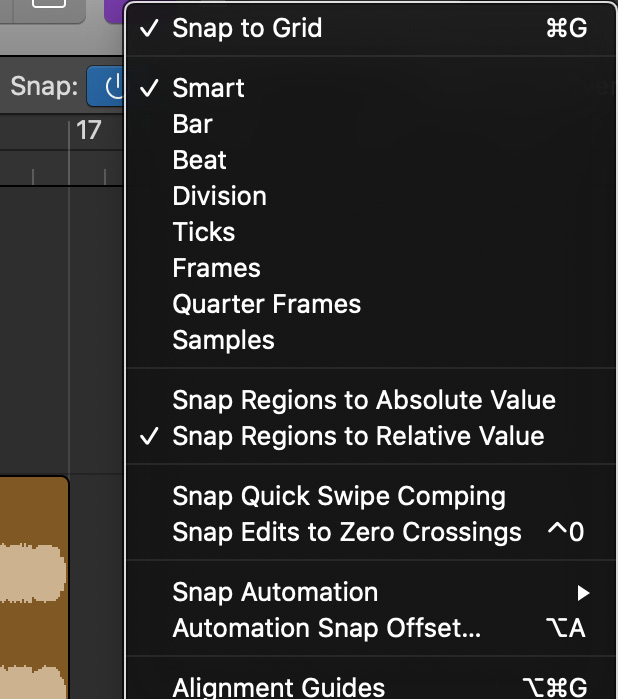 Snap to Grid ⌘G
Snap:
17
Smart
Bar
Beat
Division
Ticks
Frames
Quarter Frames
Samples
Snap Regions to Absolute Value
Snap Regions to Relative Value
Snap Quick Swipe Comping
Snap Edits to Zero Crossings ^0
Snap Automation
Automation Snap Offset... ⌥A
Alignment Guides ⌥⌘G